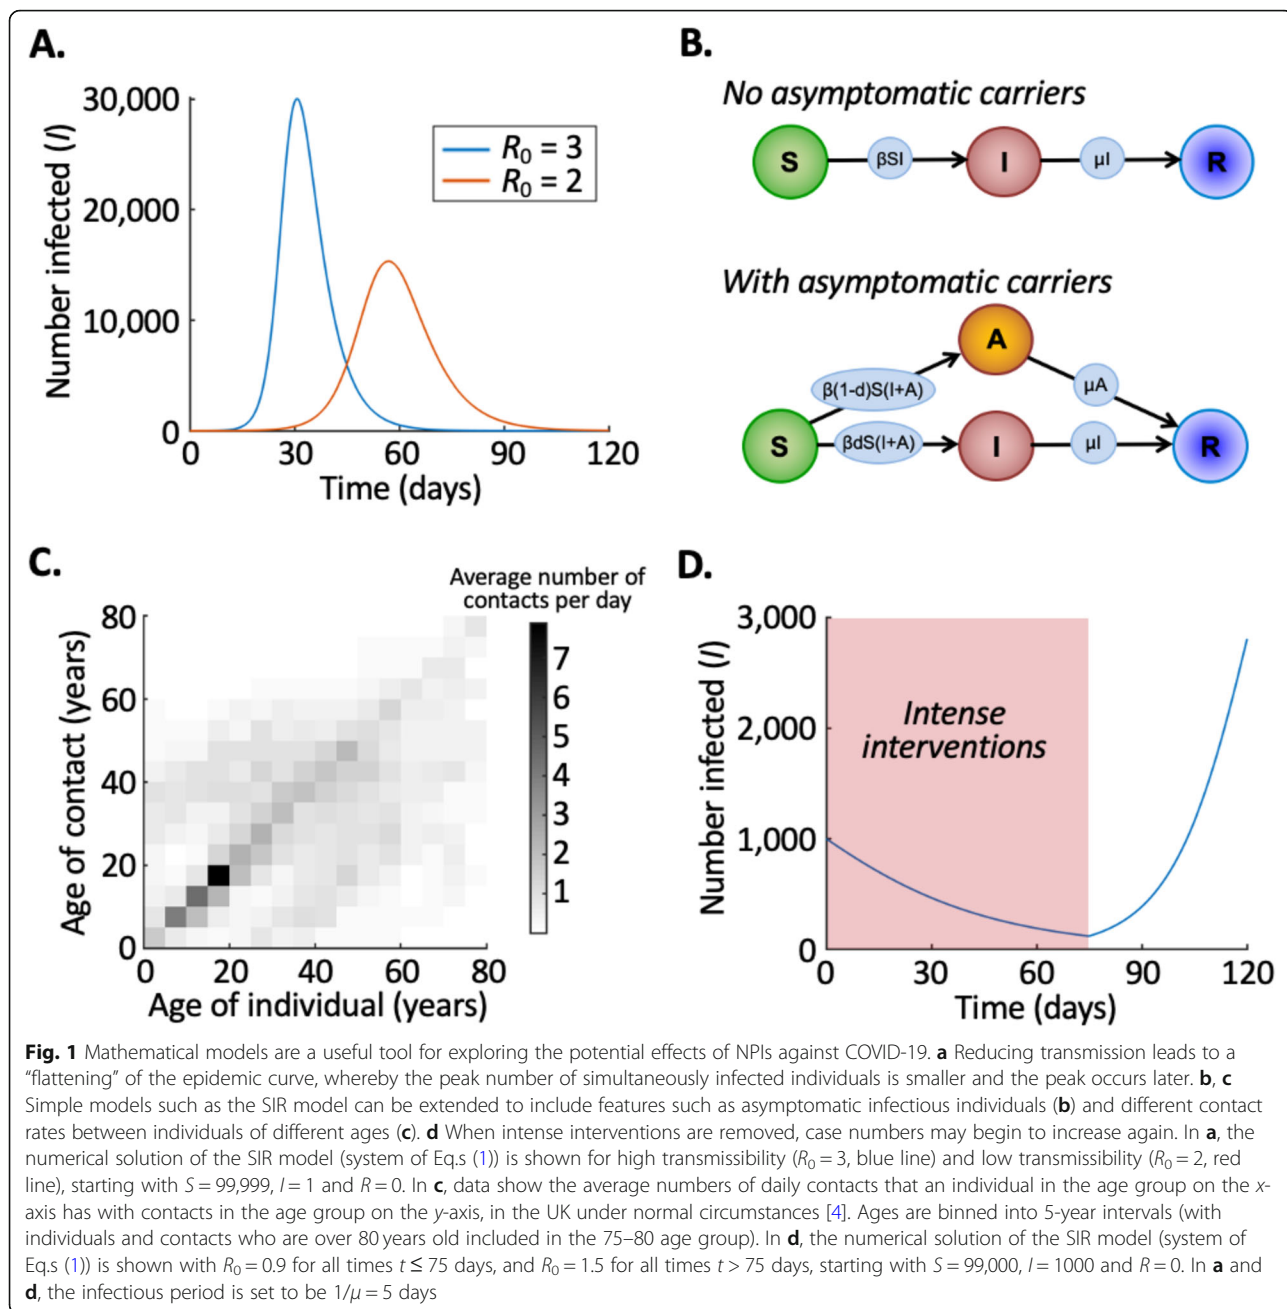 A.
Number infected (I)
30,000
20,000
10,000
0
0 30 60 90 120
Time (days)
R0 = 3
R0 = 2
B.
No asymptomatic carriers
S βSI I µI R
With asymptomatic carriers
A
β(1-d)S(I+A) µA
S βdS(I+A) I µI R
C.
Average number of
contacts per day
Age of contact (years)
80
60
40
20
0
0 20 40 60 80
Age of individual (years)
7
6
5
4
3
2
1
D.
Number infected (I)
3,000
2,000
1,000
0
Intense
interventions
0 30 60 90 120
Time (days)
Fig. 1 Mathematical models are a useful tool for exploring the potential effects of NPIs against COVID-19. a Reducing transmission leads to a
“flattening” of the epidemic curve, whereby the peak number of simultaneously infected individuals is smaller and the peak occurs later. b, c
Simple models such as the SIR model can be extended to include features such as asymptomatic infectious individuals (b) and different contact
rates between individuals of different ages (c). d When intense interventions are removed, case numbers may begin to increase again. In a, the
numerical solution of the SIR model (system of Eq.s (1)) is shown for high transmissibility (R0 = 3, blue line) and low transmissibility (R0 = 2, red
line), starting with S = 99,999, I = 1 and R = 0. In c, data show the average numbers of daily contacts that an individual in the age group on the x-
axis has with contacts in the age group on the y-axis, in the UK under normal circumstances [4]. Ages are binned into 5-year intervals (with
individuals and contacts who are over 80 years old included in the 75–80 age group). In d, the numerical solution of the SIR model (system of
Eq.s (1)) is shown with R0 = 0.9 for all times t ≤ 75 days, and R0 = 1.5 for all times t > 75 days, starting with S = 99,000, I = 1000 and R = 0. In a and
d, the infectious period is set to be 1/µ = 5 days